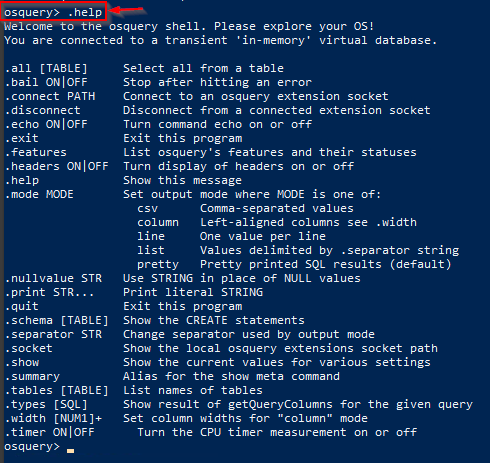 osquery> .help
Welcome to the osquery shell. Please explore your OS!
You are connected to a transient 'in-memory' virtual database.
.all [TABLE]     Select all from a table
.bail ON|OFF     Stop after hitting an error
.connect PATH    Connect to an osquery extension socket
.disconnect      Disconnect from a connected extension socket
.echo ON|OFF     Turn command echo on or off
.exit            Exit this program
.features        List osquery's features and their statuses
.headers ON|OFF  Turn display of headers on or off
.help            Show this message
.mode MODE       Set output mode where MODE is one of:
                   csv     Comma-separated values
                   column  Left-aligned columns see .width
                   line    One value per line
                   list    Values delimited by .separator string
                   pretty  Pretty printed SQL results (default)
.nullvalue STR   Use STRING in place of NULL values
.print STR...    Print literal STRING
.quit            Exit this program
.schema [TABLE]  Show the CREATE statements
.separator STR   Change separator used by output mode
.socket          Show the local osquery extensions socket path
.show            Show the current values for various settings
.summary         Alias for the show meta command
.tables [TABLE]  List names of tables
.types [SQL]     Show result of getQueryColumns for the given query
.width [NUM1]+   Set column widths for "column" mode
.timer ON|OFF      Turn the CPU timer measurement on or off
osquery>